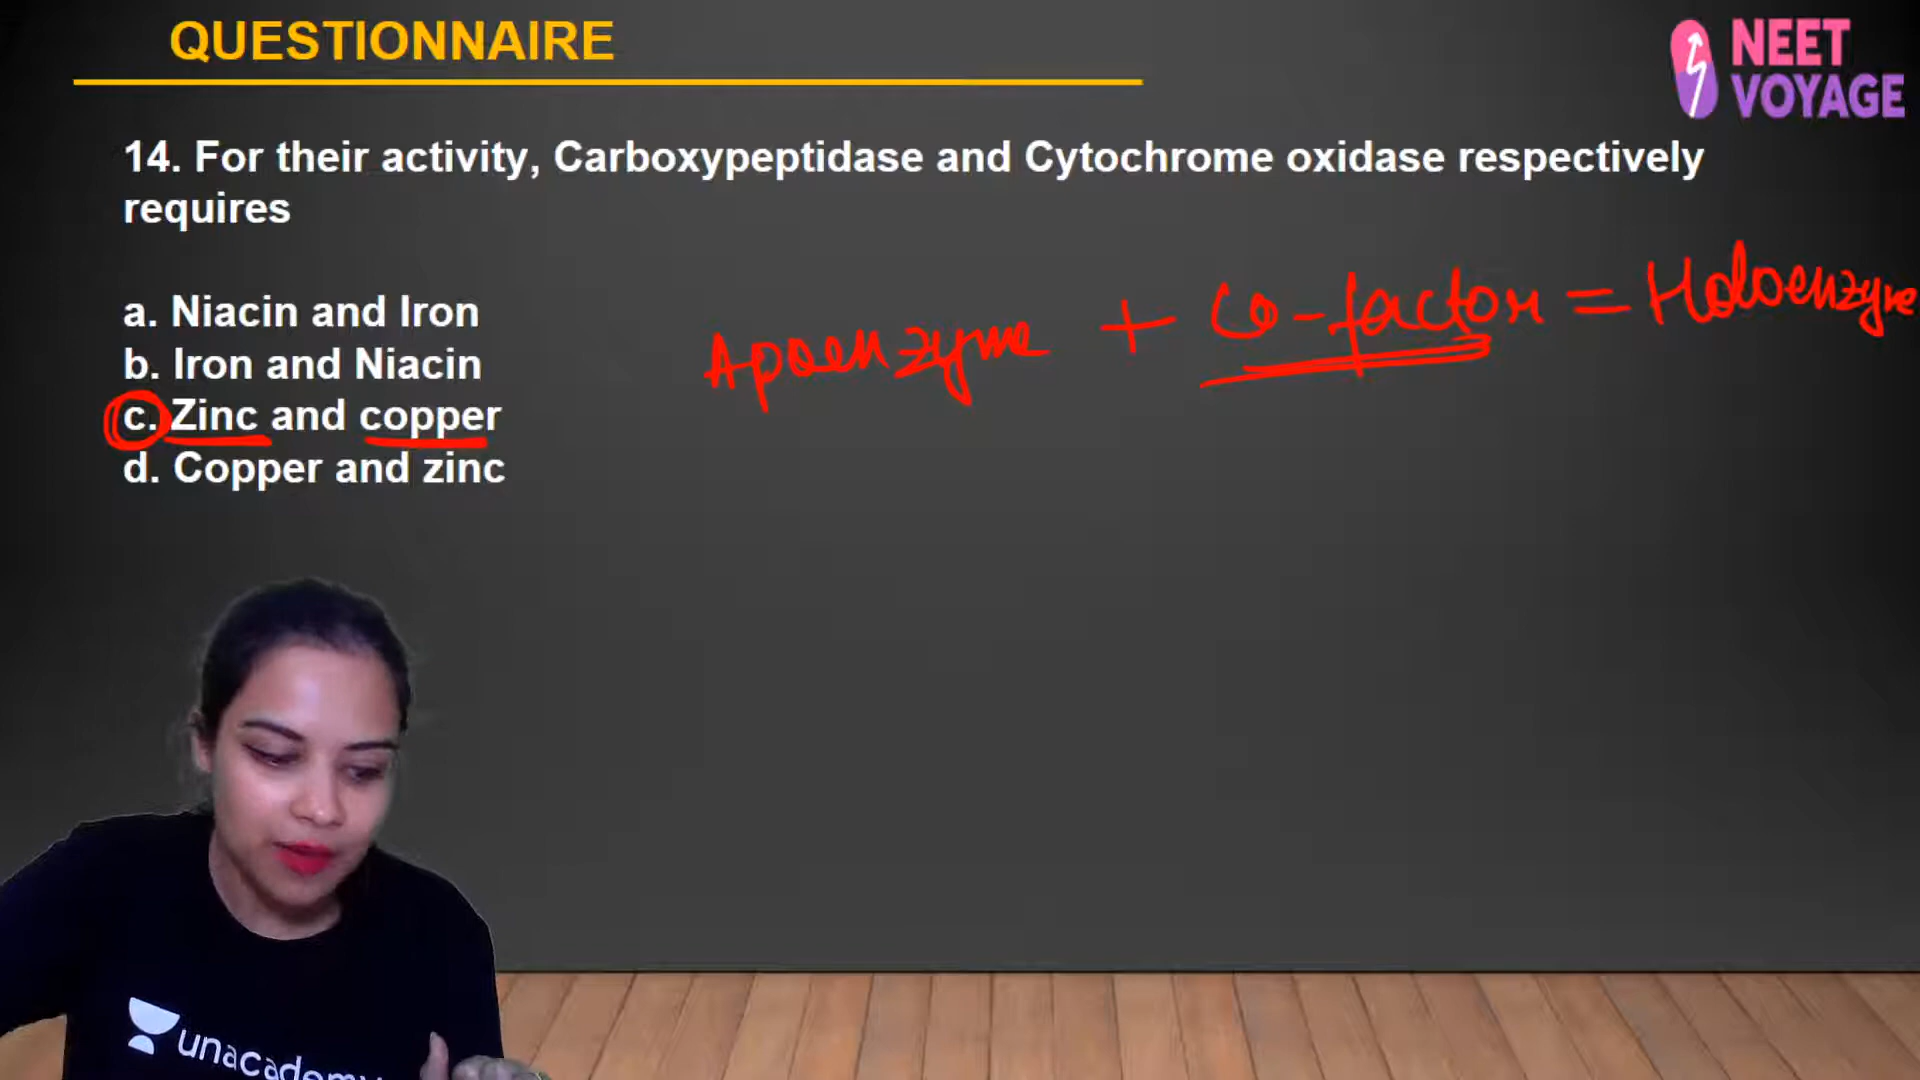 QUESTIONNAIRE
NEET
VOYAGE
14. For their activity, Carboxypeptidase and Cytochrome oxidase respectively
requires
a. Niacin and Iron
b. Iron and Niacin
c. Zinc and copper
d. Copper and zinc
Apoenzyme + Co-factor = Holoenzyme
unacademy